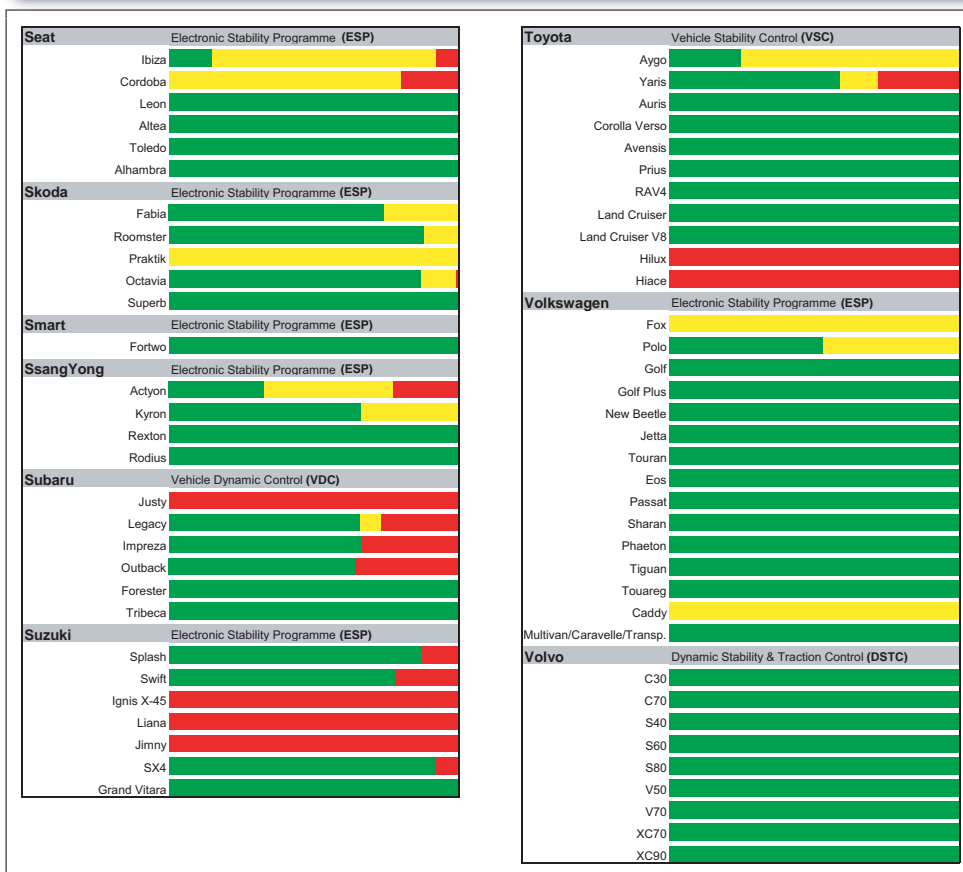 Seat Electronic Stability Programme (ESP)
Ibiza
Cordoba
Leon
Altea
Toledo
Alhambra
Skoda Electronic Stability Programme (ESP)
Fabia
Roomster
Praktik
Octavia
Superb
Smart Electronic Stability Programme (ESP)
Fortwo
SsangYong Electronic Stability Programme (ESP)
Actyon
Kyron
Rexton
Rodius
Subaru Vehicle Dynamic Control (VDC)
Justy
Legacy
Impreza
Outback
Forester
Tribeca
Suzuki Electronic Stability Programme (ESP)
Splash
Swift
Ignis X-45
Liana
Jimny
SX4
Grand Vitara
Toyota Vehicle Stability Control (VSC)
Aygo
Yaris
Auris
Corolla Verso
Avensis
Prius
RAV4
Land Cruiser
Land Cruiser V8
Hilux
Hiace
Volkswagen Electronic Stability Programme (ESP)
Fox
Polo
Golf
Golf Plus
New Beetle
Jetta
Touran
Eos
Passat
Sharan
Phaeton
Tiguan
Touareg
Caddy
Multivan/Caravelle/Transp.
Volvo Dynamic Stability & Traction Control (DSTC)
C30
C70
S40
S60
S80
V50
V70
XC70
XC90